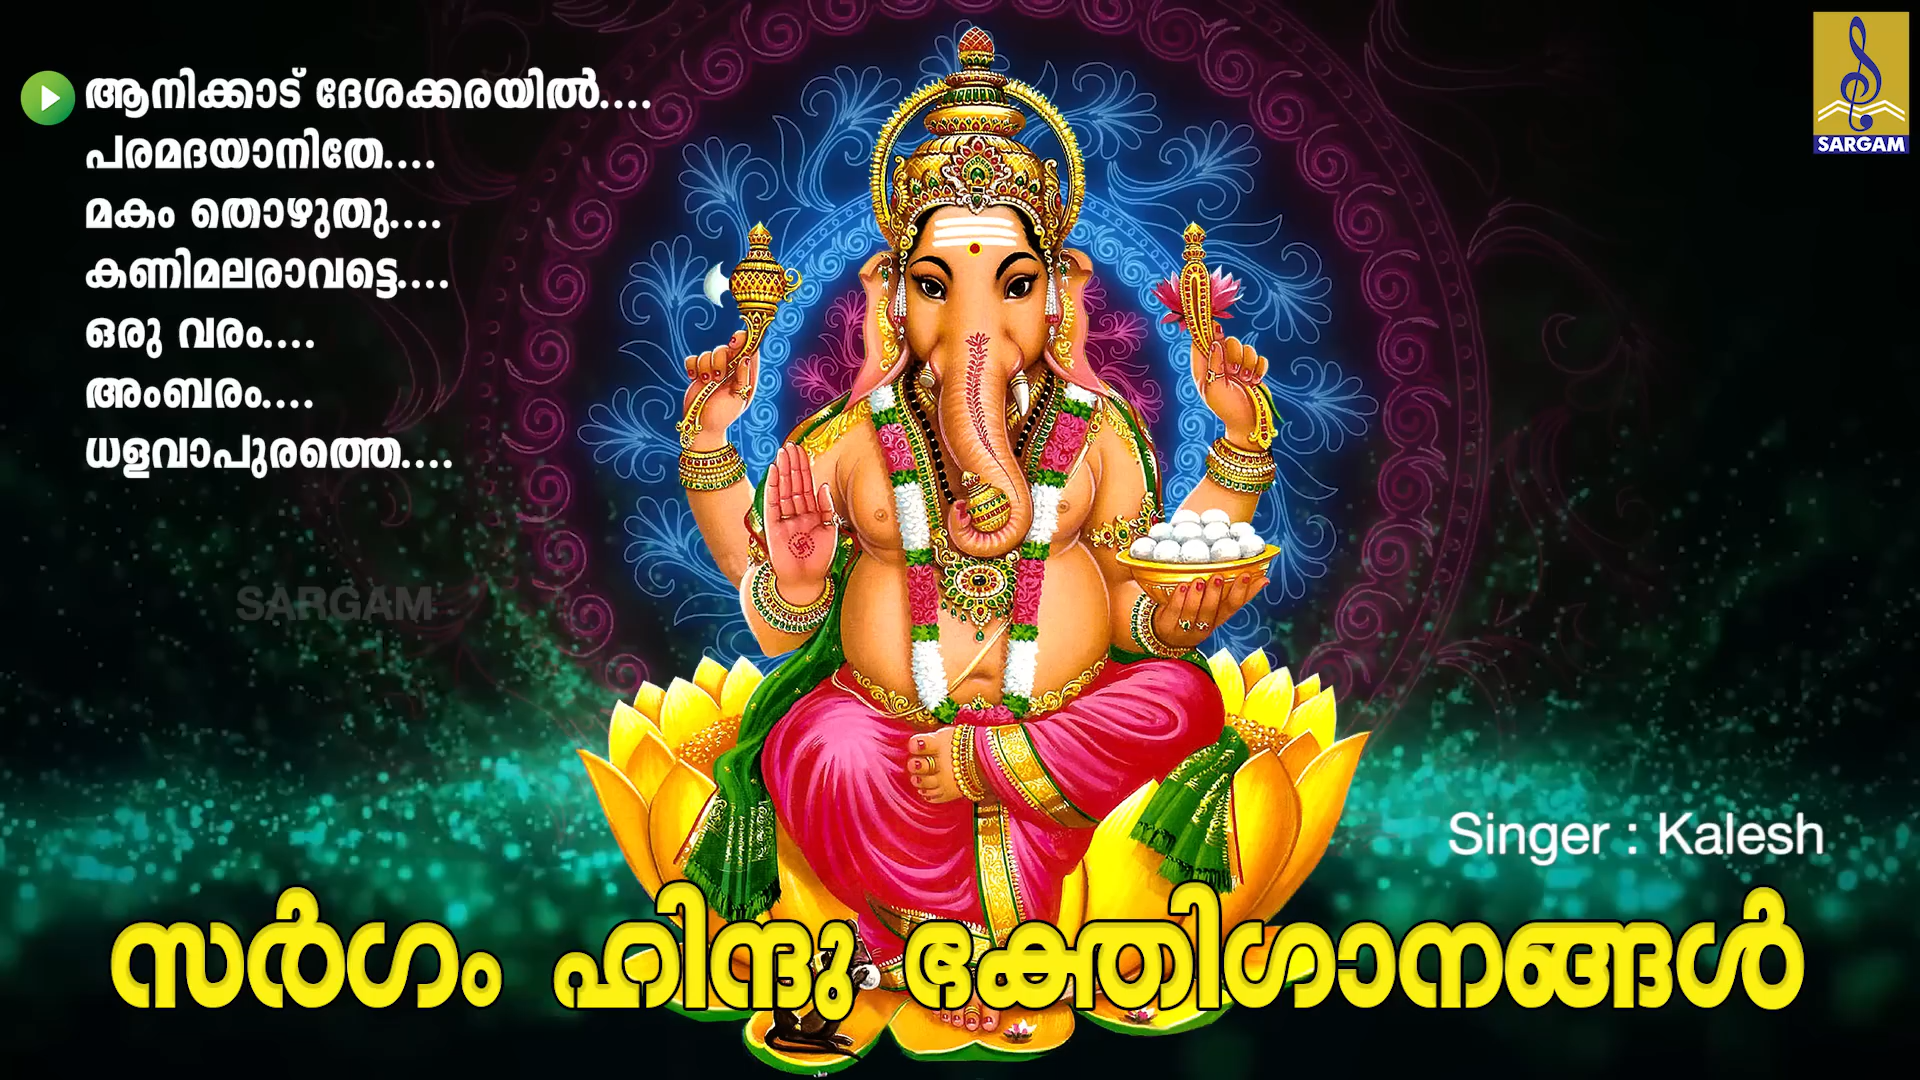 ആനിക്കാട് ദേശക്കരയിൽ....
പരമദയാനിതേ....
മകം തൊഴുതു....
കണിമലരാവട്ടെ....
ഒരു വരം....
അംബരം....
ധളവാപുരത്തെ....
SARGAM
SARGAM
Singer : Kalesh
സർഗം ഹിന്ദു ഭക്തിഗാനങ്ങൾ